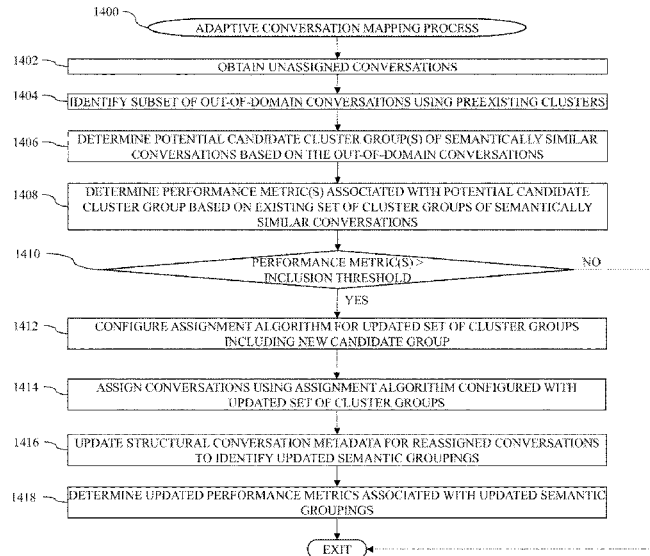 1400
ADAPTIVE CONVERSATION MAPPING PROCESS
1402
OBTAIN UNASSIGNED CONVERSATIONS
1404
IDENTIFY SUBSET OF OUT-OF-DOMAIN CONVERSATIONS USING PREEXISTING CLUSTERS
1406
DETERMINE POTENTIAL CANDIDATE CLUSTER GROUP(S) OF SEMANTICALLY SIMILAR
CONVERSATIONS BASED ON THE OUT-OF-DOMAIN CONVERSATIONS
1408
DETERMINE PERFORMANCE METRIC(S) ASSOCIATED WITH POTENTIAL CANDIDATE
CLUSTER GROUP BASED ON EXISTING SET OF CLUSTER GROUPS OF SEMANTICALLY
SIMILAR CONVERSATIONS
1410
PERFORMANCE METRIC(S) >
INCLUSION THRESHOLD
NO
YES
1412
CONFIGURE ASSIGNMENT ALGORITHM FOR UPDATED SET OF CLUSTER GROUPS
INCLUDING NEW CANDIDATE GROUP
1414
ASSIGN CONVERSATIONS USING ASSIGNMENT ALGORITHM CONFIGURED WITH
UPDATED SET OF CLUSTER GROUPS
1416
UPDATE STRUCTURAL CONVERSATION METADATA FOR REASSIGNED CONVERSATIONS
TO IDENTIFY UPDATED SEMANTIC GROUPINGS
1418
DETERMINE UPDATED PERFORMANCE METRICS ASSOCIATED WITH UPDATED SEMANTIC
GROUPINGS
EXIT